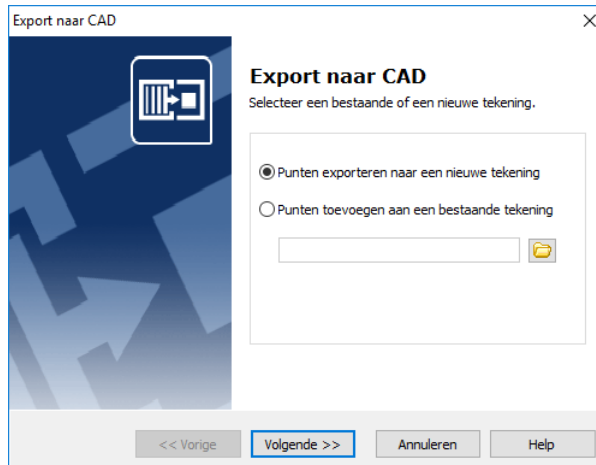 Export naar CAD
Export naar CAD
Selecteer een bestaande of een nieuwe tekening.
Punten exporteren naar een nieuwe tekening
Punten toevoegen aan een bestaande tekening
<< Vorige
Volgende >>
Annuleren
Help